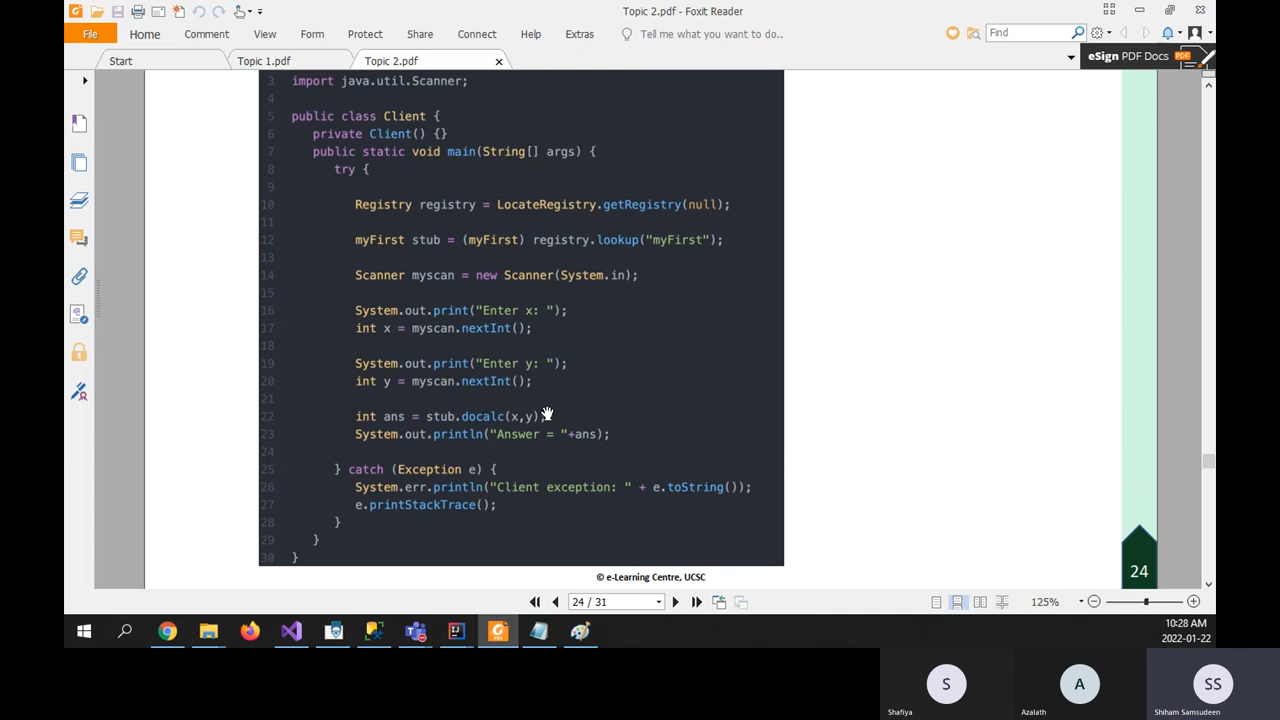 Topic 2.pdf - Foxit Reader
File Home Comment View Form Protect Share Connect Help Extras Tell me what you want to do.. Find
Start Topic 1.pdf Topic 2.pdf eSign PDF Docs
3 import java.util.Scanner;
4
5 public class Client {
6 private Client() {}
7 public static void main(String[] args) {
8 try {
9
10 Registry registry = LocateRegistry.getRegistry(null);
11
12 myFirst stub = (myFirst) registry.lookup("myFirst");
13
14 Scanner myscan = new Scanner(System.in);
15
16 System.out.print("Enter x: ");
17 int x = myscan.nextInt();
18
19 System.out.print("Enter y: ");
20 int y = myscan.nextInt();
21
22 int ans = stub.docalc(x,y);
23 System.out.println("Answer = "+ans);
24
25 } catch (Exception e) {
26 System.err.println("Client exception: " + e.toString());
27 e.printStackTrace();
28 }
29 }
30 }
© e-Learning Centre, UCSC
24
24 / 31 125%
10:28 AM
2022-01-22
S A SS
Shafiya Azalath Shiham Samsudeen